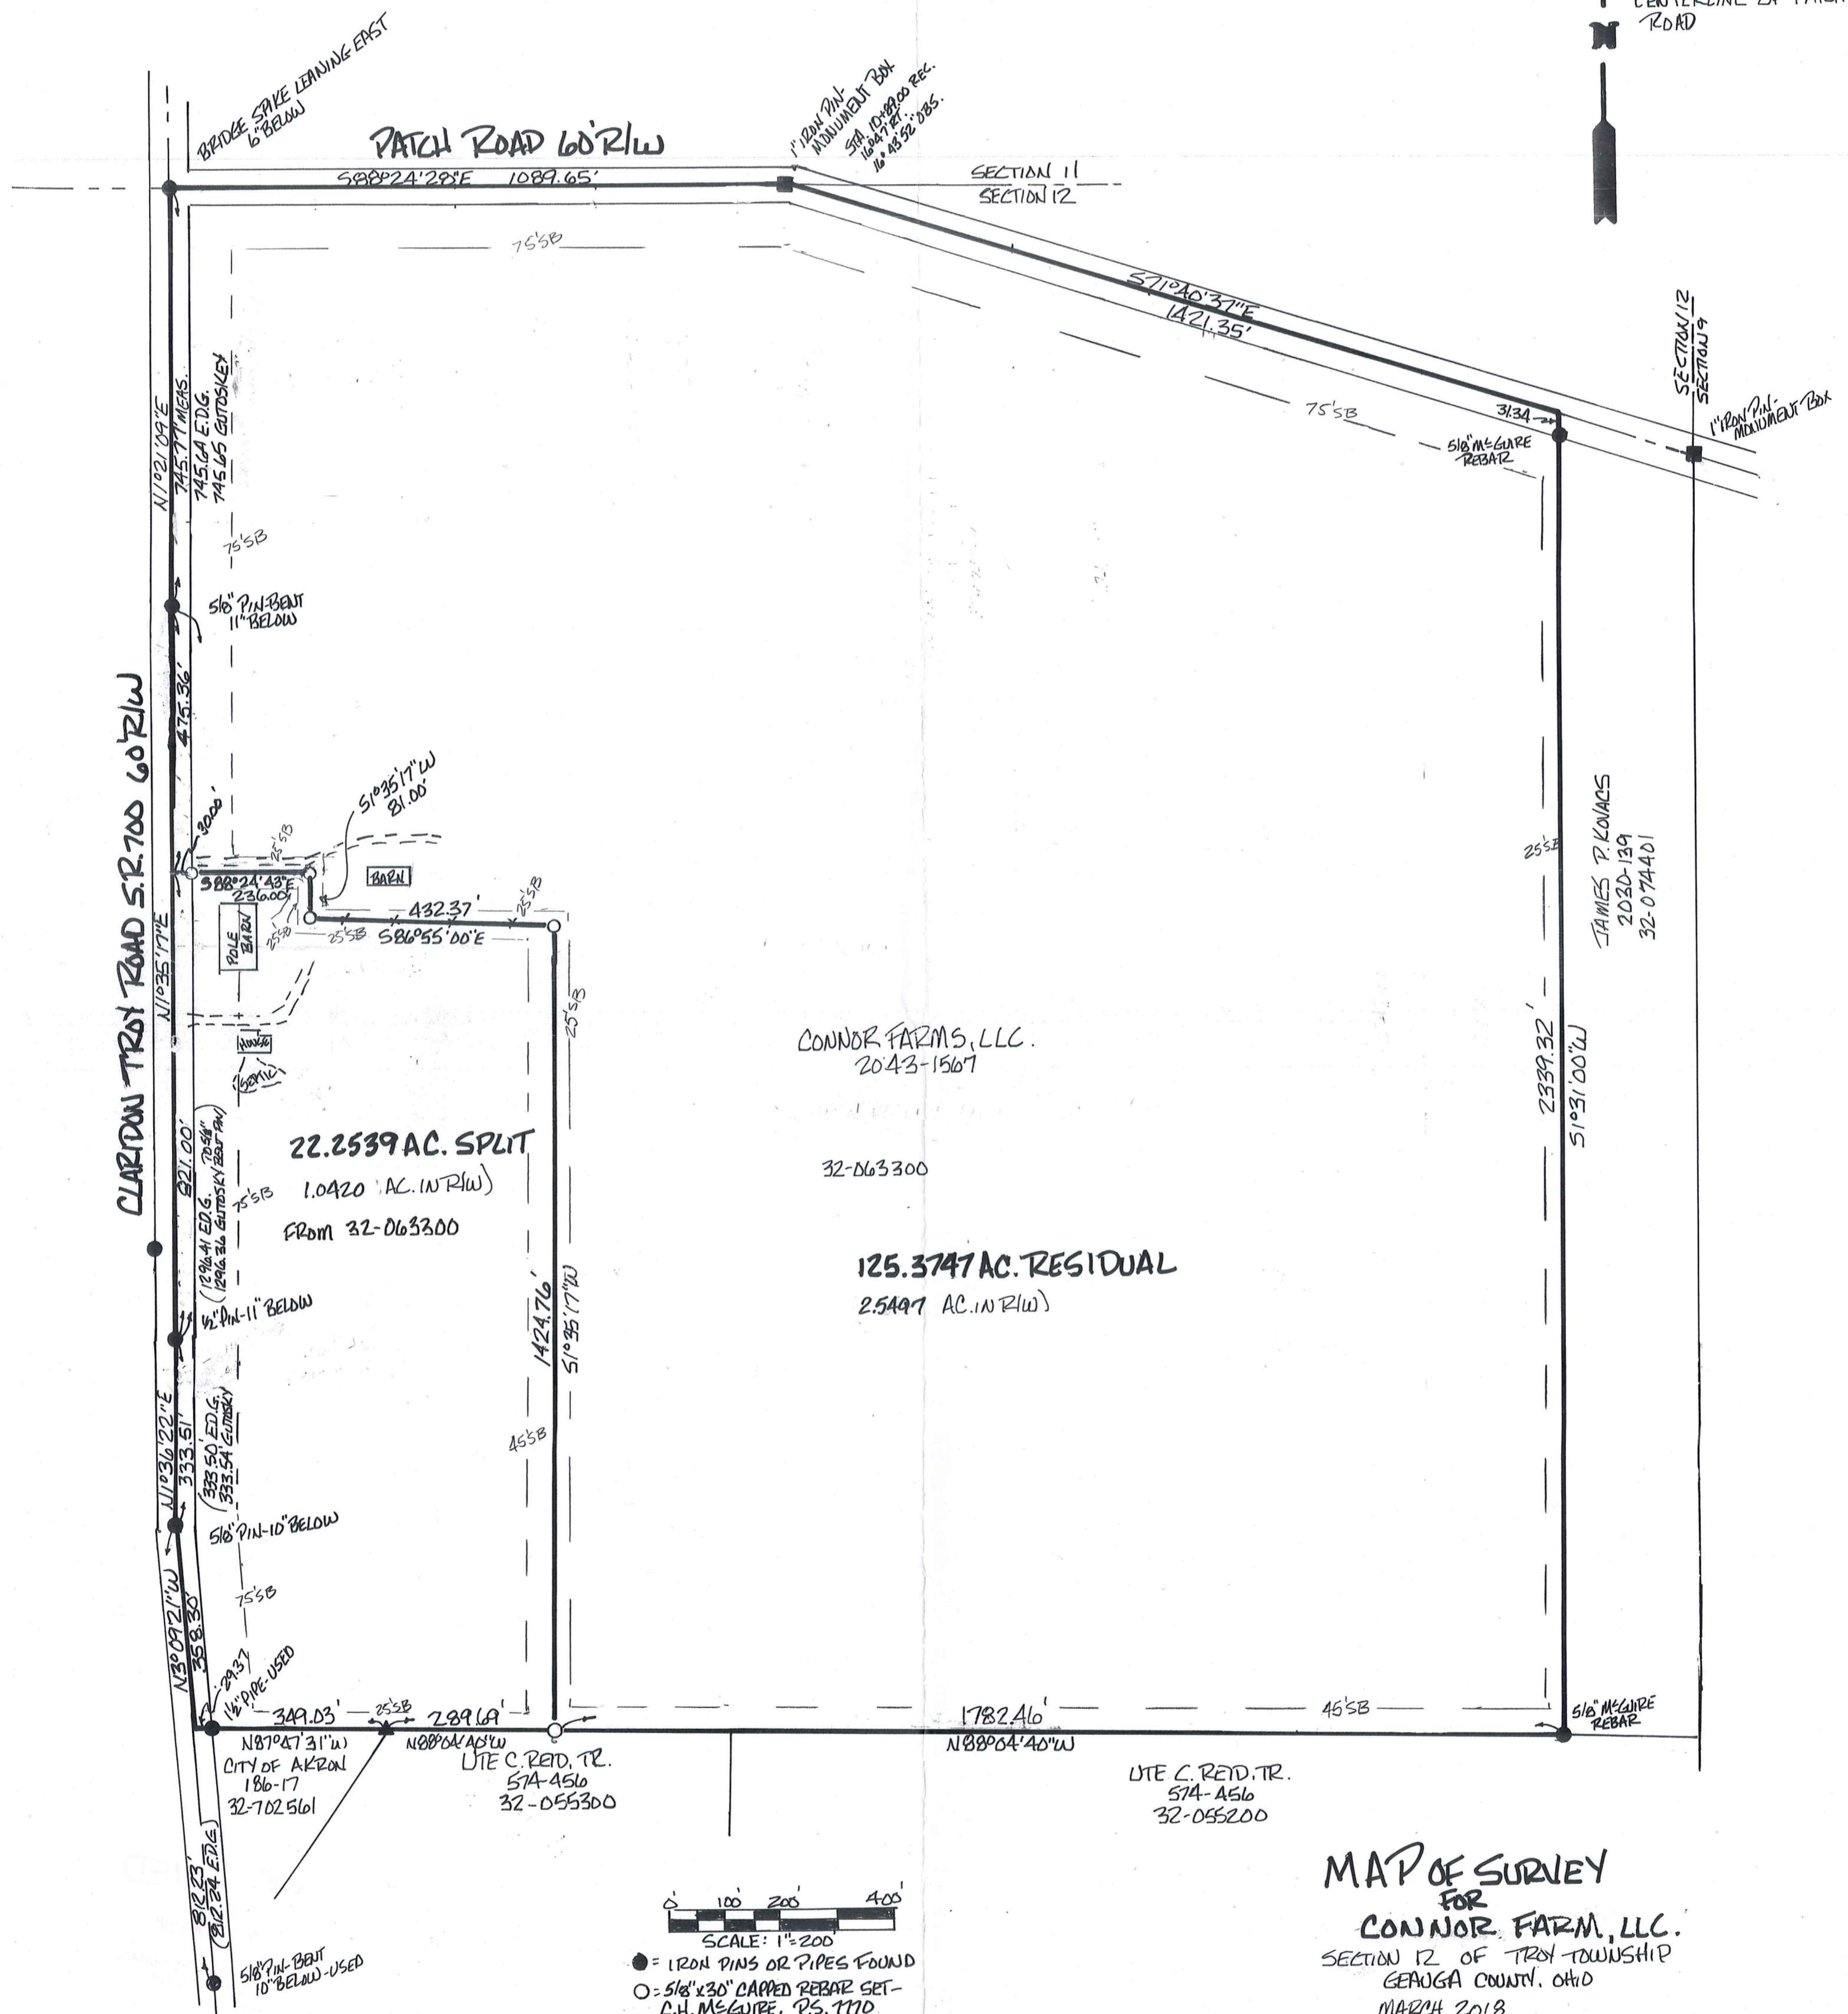 CENTERLINE OF PATCH
ROAD
N
BRIDGE SPIKE LEANING EAST
6" BELOW
PATCH ROAD 60' R/W
S88°24'28"E 1089.65'
1" IRON PIN-
MONUMENT BOX
STA. 10+89.00 REC.
16°47' RT.
16°43'52" OBS.
SECTION 11
SECTION 12
75'SB
S71°40'37"E
1421.35'
75'SB
31.34
5/8" McGUIRE
REBAR
SECTION 12
SECTION 9
1" IRON PIN-
MONUMENT BOX
N1°21'09"E
745.77' MEAS.
745.64 E.D.G.
745.65 GUTOSKEY
75'SB
5/8" PIN-BENT
11" BELOW
475.36'
CLARIDON TROY ROAD S.R. 700 60' R/W
30.00'
25'SB
S1°35'17"W
81.00'
S88°24'43"E
236.00'
BARN
432.37'
25'SB
S86°55'00"E
25'SB
25'SB
POLE
BARN
N1°35'17"E
HOUSE
SEPTIC
25'SB
CONNOR FARMS, LLC.
2043-1567
32-063300
25'SB
JAMES P. KOVACS
2030-139
32-074401
2339.32'
S1°31'00"W
22.2539 AC. SPLIT
1.0420 AC. IN R/W)
FROM 32-063300
821.00'
(1296.41 E.D.G. TO 5/8"
(1296.36 GUTOSKY BENT PIN)
75'SB
1/2" PIN-11" BELOW
125.3747 AC. RESIDUAL
2.5497 AC. IN R/W)
1424.76'
S1°35'17"W
45'SB
N1°36'22"E
333.51'
(333.50' E.D.G.
333.54' GUTOSKY
5/8" PIN-10" BELOW
75'SB
N3°09'21"W
358.30'
29.37
1 1/2" PIPE-USED
349.03'
25'SB
289.69'
1782.46'
45'SB
5/8" McGUIRE
REBAR
N87°47'31"W
N88°04'40"W
N88°04'40"W
CITY OF AKRON
186-17
32-702561
UTE C. REID, TR.
574-456
32-055300
UTE C. REID, TR.
574-456
32-055200
812.23'
(812.24 E.D.G)
5/8" PIN-BENT
10" BELOW-USED
0' 100' 200' 400'
SCALE: 1"=200'
= IRON PINS OR PIPES FOUND
= 5/8"x30" CAPPED REBAR SET-
C.H. McGUIRE, P.S. 7770
MAP OF SURVEY
FOR
CONNOR FARM, LLC.
SECTION 12 OF TROY TOWNSHIP
GEAUGA COUNTY, OHIO
MARCH 2018